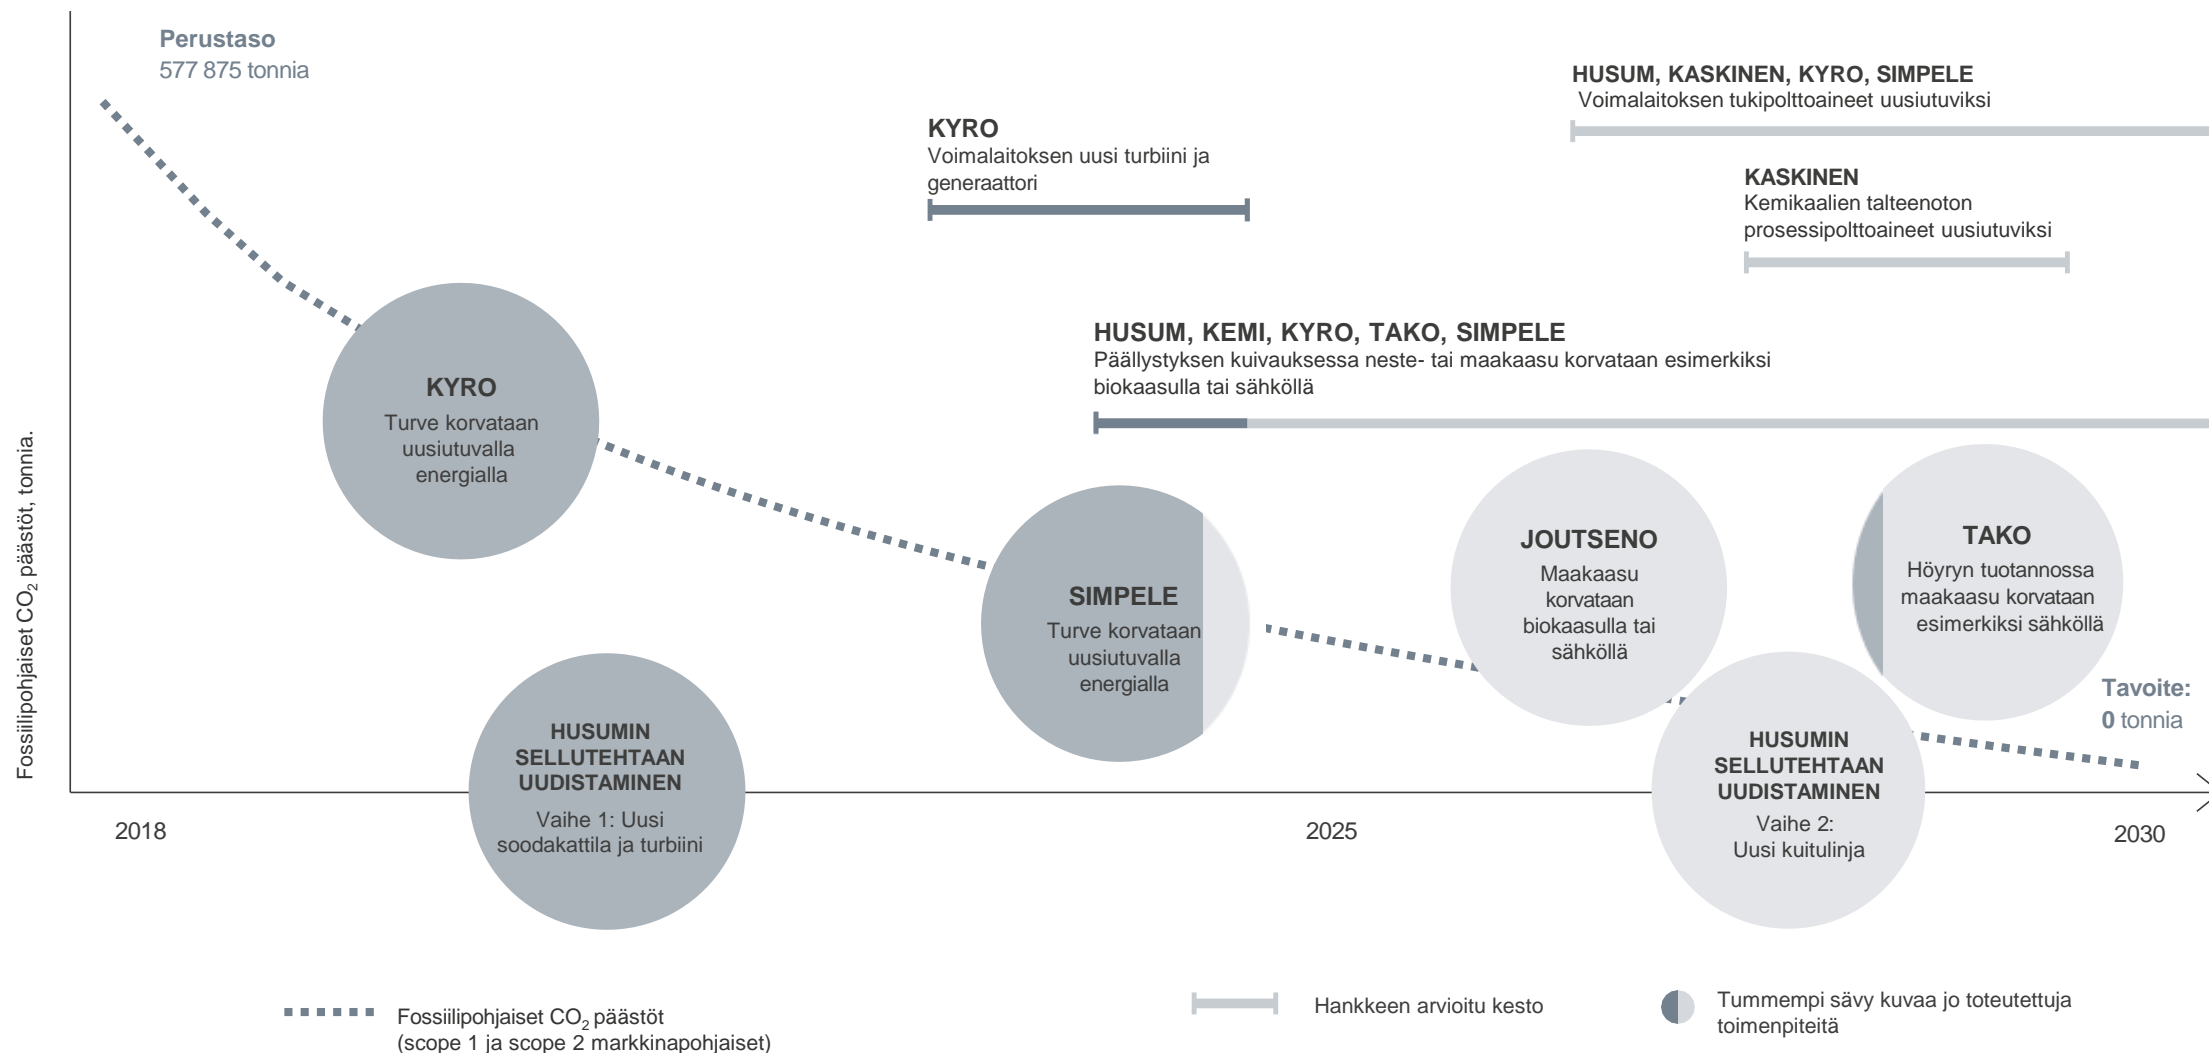 Perustaso
577 875 tonnia
HUSUM, KASKINEN, KYRO, SIMPELE
Voimalaitoksen tukipolttoaineet uusiutuviksi
KYRO
Voimalaitoksen uusi turbiini ja
generaattori
KASKINEN
Kemikaalien talteenoton
prosessipolttoaineet uusiutuviksi
HUSUM, KEMI, KYRO, TAKO, SIMPELE
Päällystyksen kuivauksessa neste- tai maakaasu korvataan esimerkiksi
biokaasulla tai sähköllä
KYRO
Turve korvataan
uusiutuvalla
energialla
SIMPELE
Turve korvataan
uusiutuvalla
energialla
JOUTSENO
Maakaasu
korvataan
biokaasulla tai
sähköllä
TAKO
Höyryn tuotannossa
maakaasu korvataan
esimerkiksi sähköllä
Tavoite:
0 tonnia
HUSUMIN
SELLUTEHTAAN
UUDISTAMINEN
Vaihe 1: Uusi
soodakattila ja turbiini
HUSUMIN
SELLUTEHTAAN
UUDISTAMINEN
Vaihe 2:
Uusi kuitulinja
Fossiilipohjaiset CO₂ päästöt, tonnia.
2018
2025
2030
Fossiilipohjaiset CO₂ päästöt
(scope 1 ja scope 2 markkinapohjaiset)
Hankkeen arvioitu kesto
Tummempi sävy kuvaa jo toteutettuja
toimenpiteitä